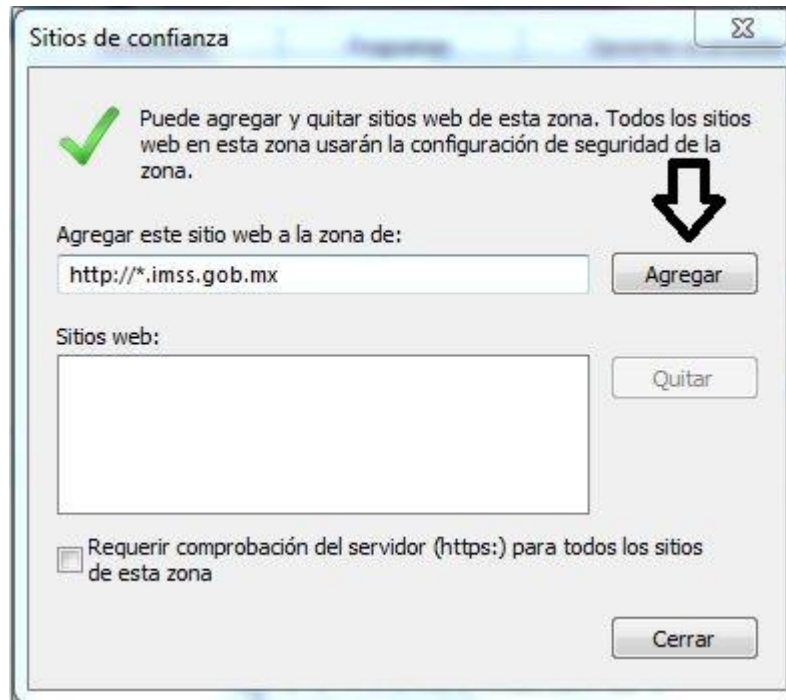 Sitios de confianza
Puede agregar y quitar sitios web de esta zona. Todos los sitios
web en esta zona usarán la configuración de seguridad de la
zona.
Agregar este sitio web a la zona de:
http://*.imss.gob.mx
Agregar
Sitios web:
Quitar
Requerir comprobación del servidor (https:) para todos los sitios
de esta zona
Cerrar